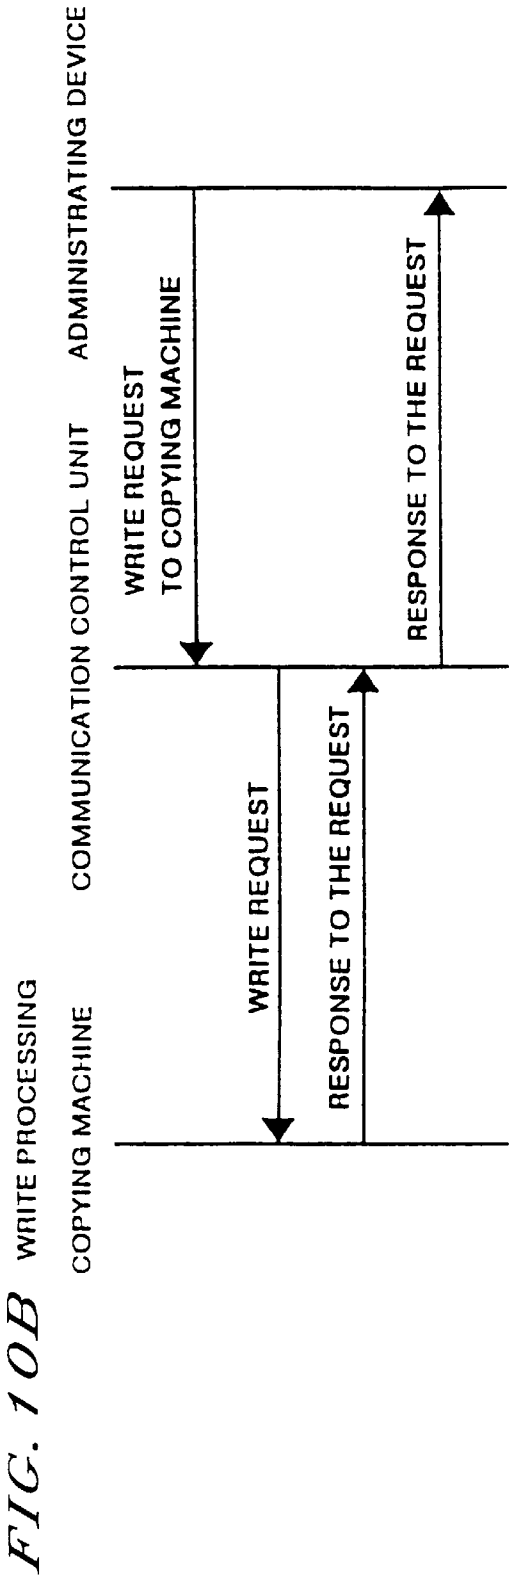 FIG. 10B WRITE PROCESSING
COPYING MACHINE COMMUNICATION CONTROL UNIT ADMINISTRATING DEVICE
WRITE REQUEST
TO COPYING MACHINE
WRITE REQUEST
RESPONSE TO THE REQUEST
RESPONSE TO THE REQUEST